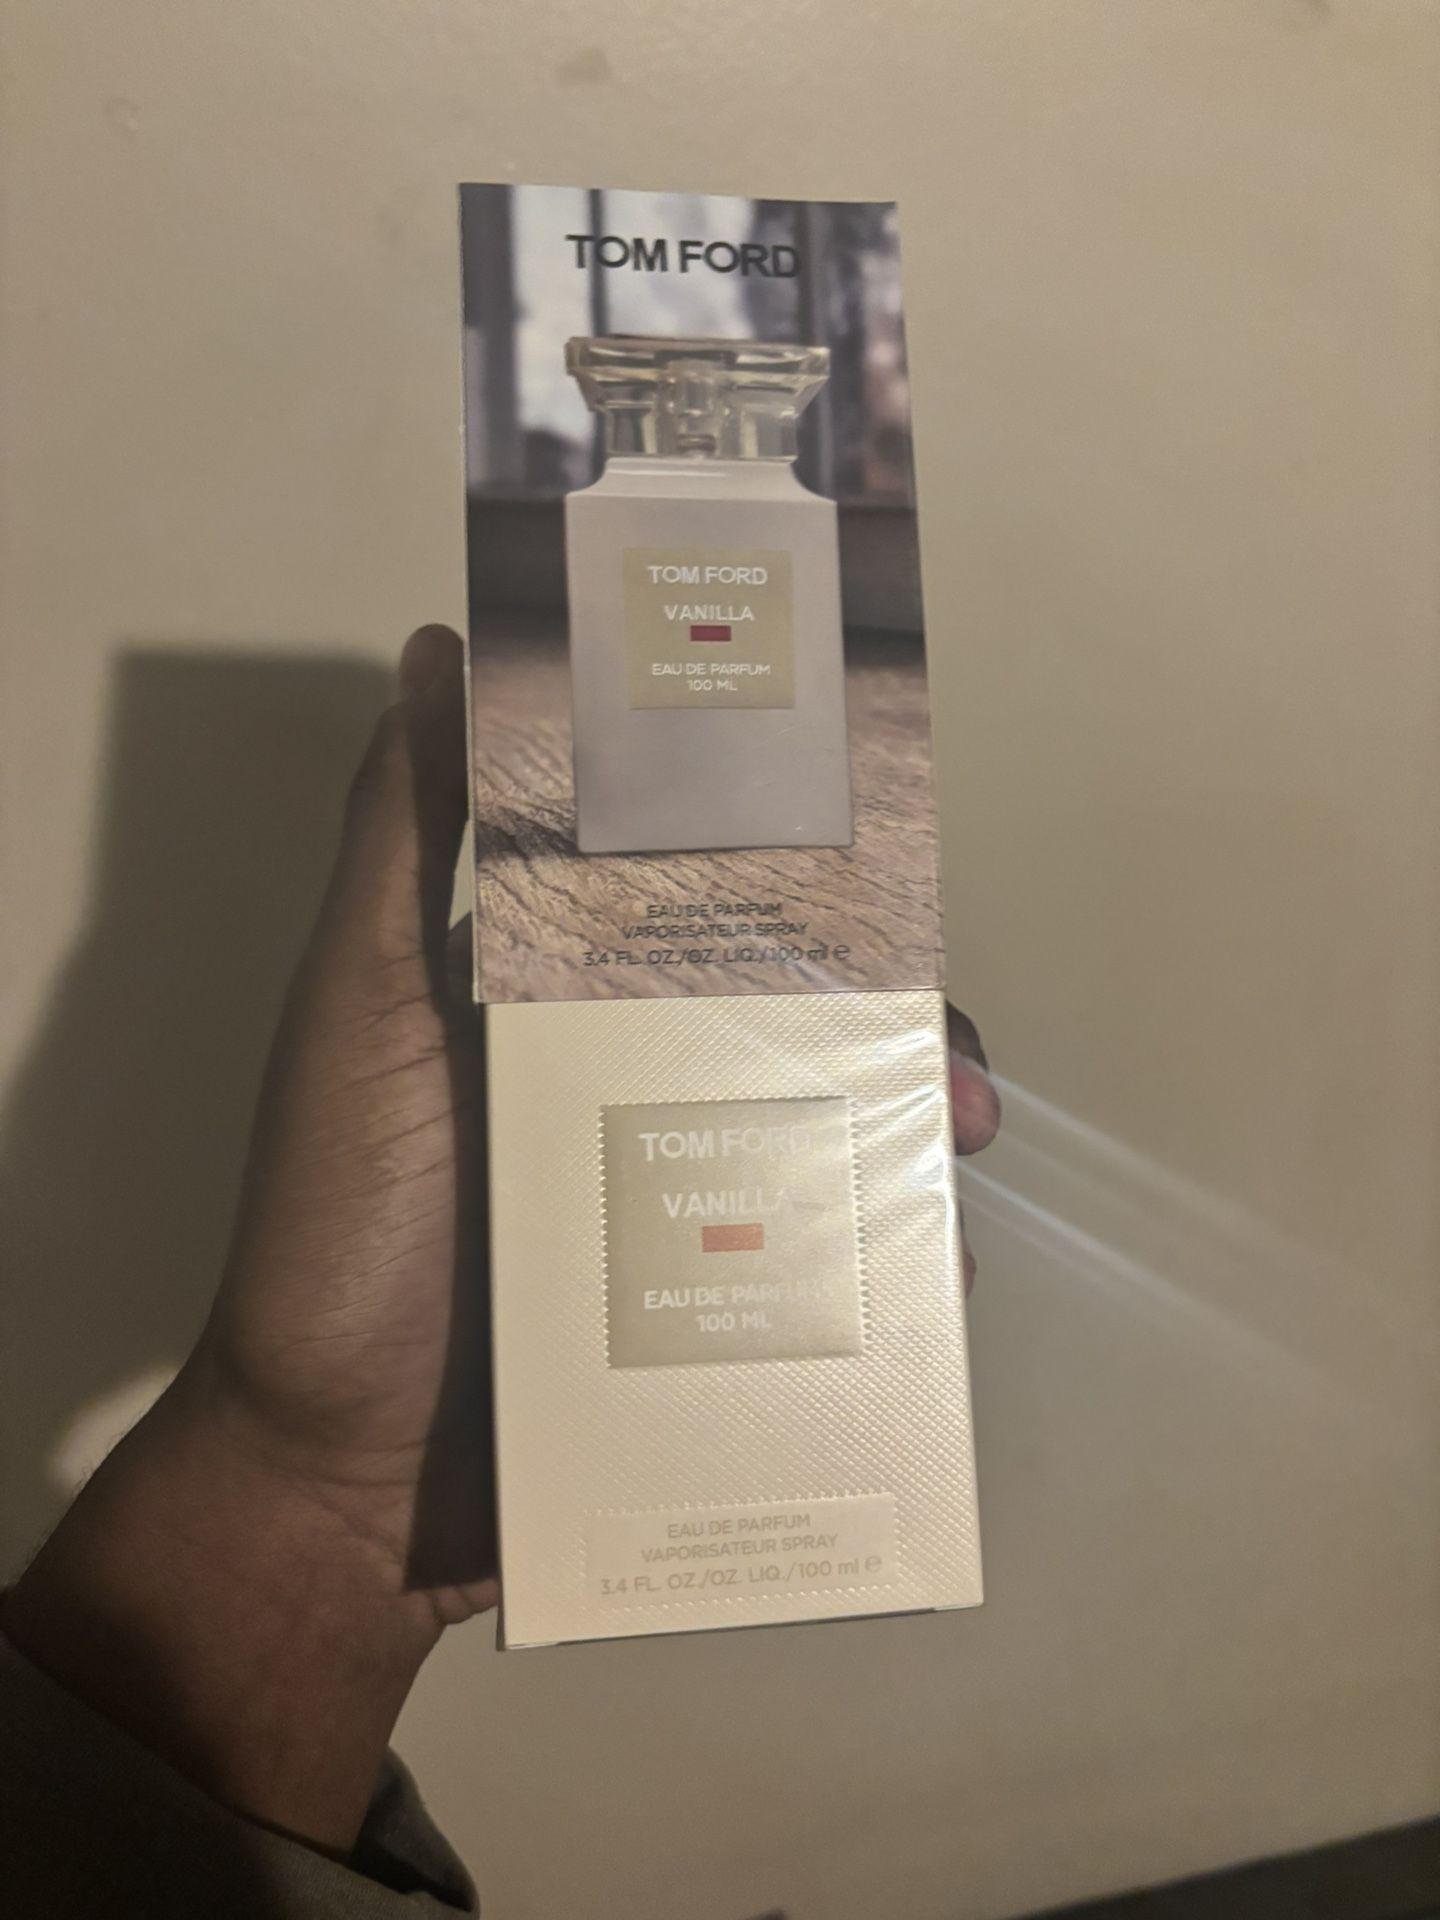 TOM FORD
TOM FORD
VANILLA
EAU DE PARFUM
100 ML
EAU DE PARFUM
VAPORISATEUR SPRAY
3.4 FL. OZ./OZ. LIQ./100 ml e
TOM FORD
VANILLA
EAU DE PARFUM
100 ML
EAU DE PARFUM
VAPORISATEUR SPRAY
3.4 FL. OZ./OZ. LIQ./100 ml e